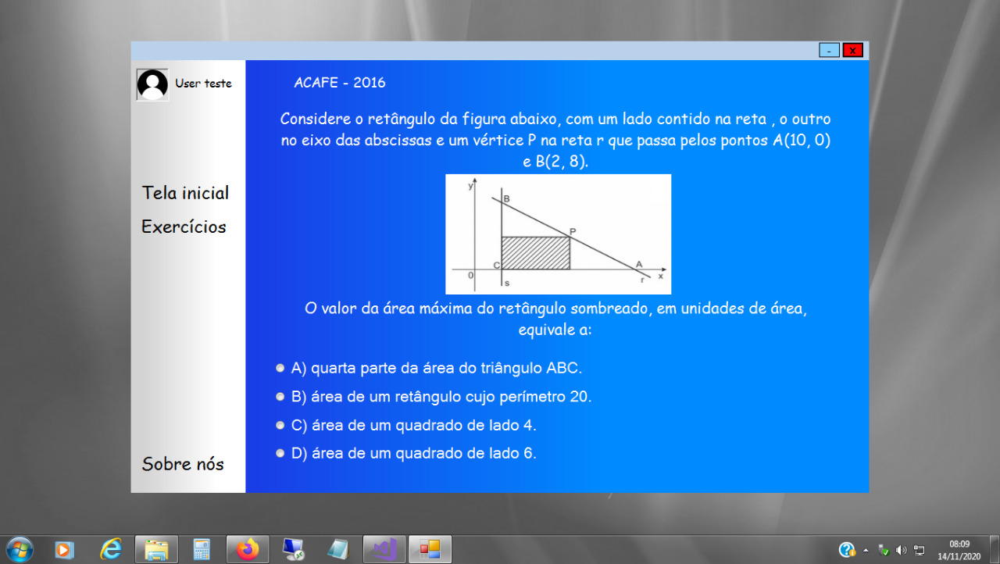 - x
User teste
ACAFE - 2016
Considere o retângulo da figura abaixo, com um lado contido na reta , o outro
no eixo das abscissas e um vértice P na reta r que passa pelos pontos A(10, 0)
e B(2, 8).
y
B
P
C
A
0
s
r
x
Tela inicial
Exercícios
O valor da área máxima do retângulo sombreado, em unidades de área,
equivale a:
A) quarta parte da área do triângulo ABC.
B) área de um retângulo cujo perímetro 20.
C) área de um quadrado de lado 4.
D) área de um quadrado de lado 6.
Sobre nós
08:09
14/11/2020